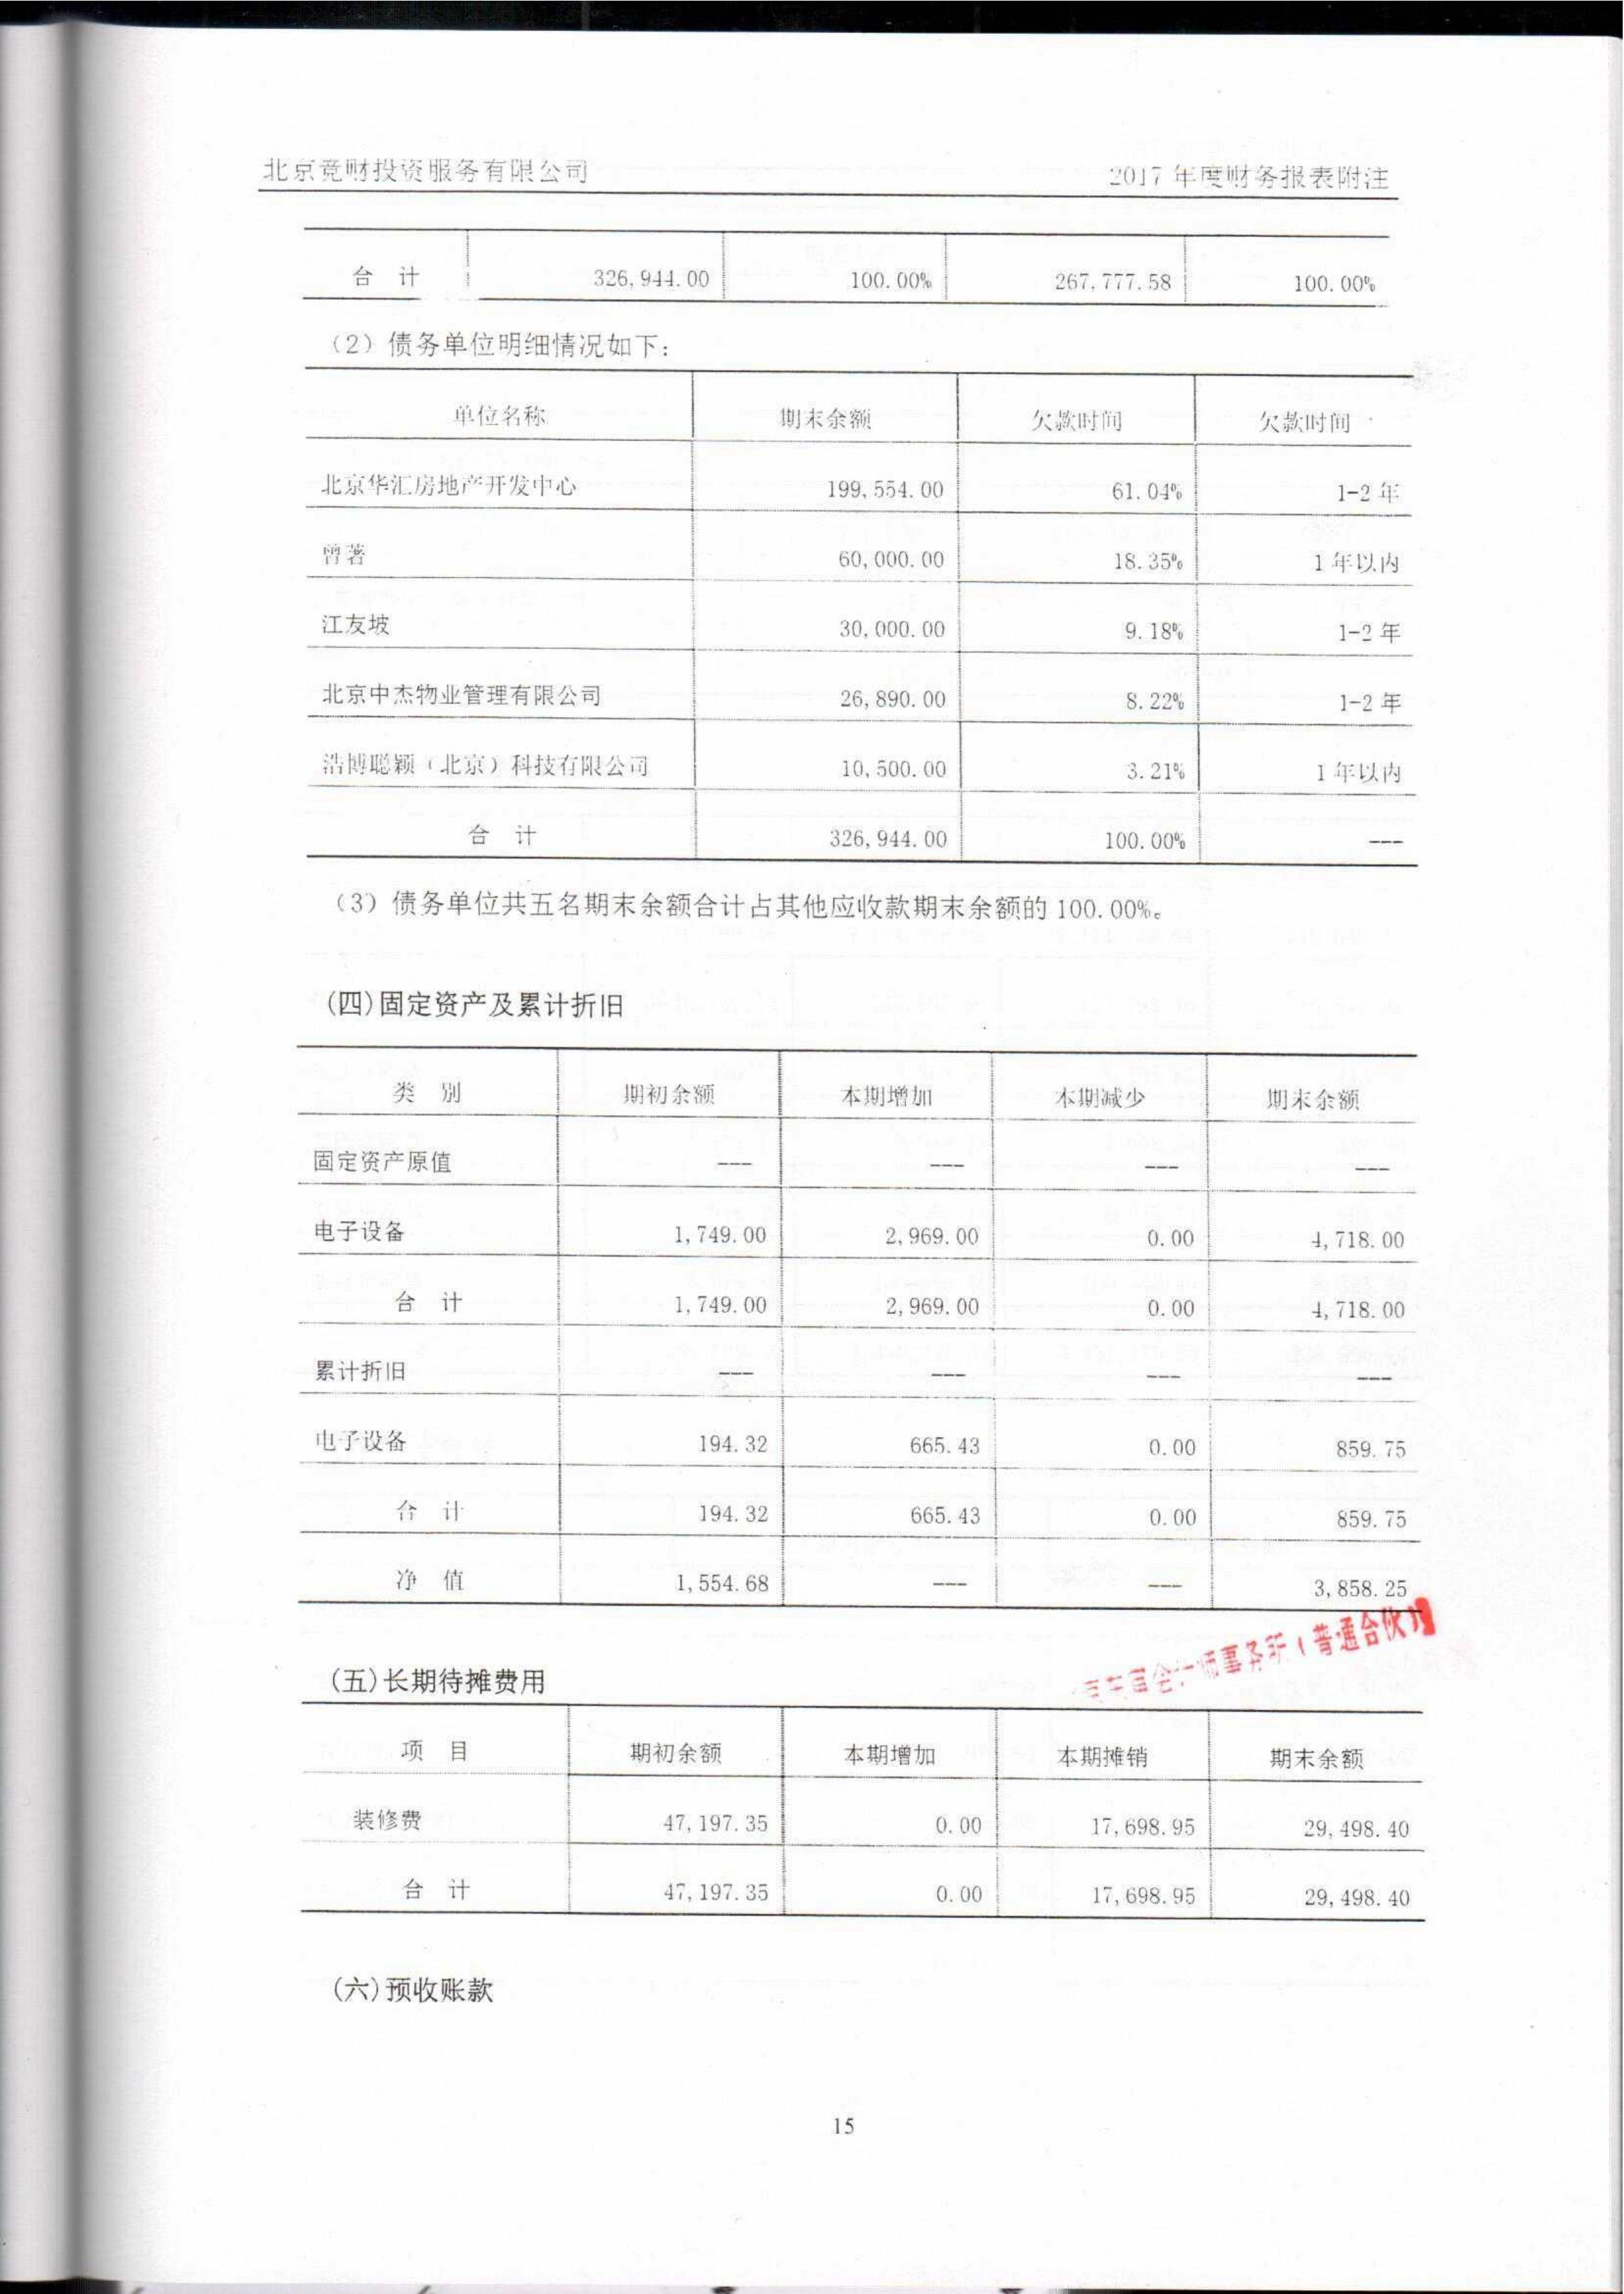 北京竞财投资服务有限公司 2017 年度财务报表附注
合 计 326,944.00 100.00% 267,777.58 100.00%
（2）债务单位明细情况如下：
单位名称 期末余额 欠款时间 欠款时间
北京华汇房地产开发中心 199,554.00 61.04% 1-2 年
曾著 60,000.00 18.35% 1 年以内
江友坡 30,000.00 9.18% 1-2 年
北京中杰物业管理有限公司 26,890.00 8.22% 1-2 年
浩博聪颖（北京）科技有限公司 10,500.00 3.21% 1 年以内
合 计 326,944.00 100.00% ---
（3）债务单位共五名期末余额合计占其他应收款期末余额的 100.00%。
(四)固定资产及累计折旧
类 别 期初余额 本期增加 本期减少 期末余额
固定资产原值 --- --- --- ---
电子设备 1,749.00 2,969.00 0.00 4,718.00
合 计 1,749.00 2,969.00 0.00 4,718.00
累计折旧 --- --- --- ---
电子设备 194.32 665.43 0.00 859.75
合 计 194.32 665.43 0.00 859.75
净 值 1,554.68 --- --- 3,858.25
师事务所（普通合伙）
(五)长期待摊费用
项 目 期初余额 本期增加 本期摊销 期末余额
装修费 47,197.35 0.00 17,698.95 29,498.40
合 计 47,197.35 0.00 17,698.95 29,498.40
(六)预收账款
15